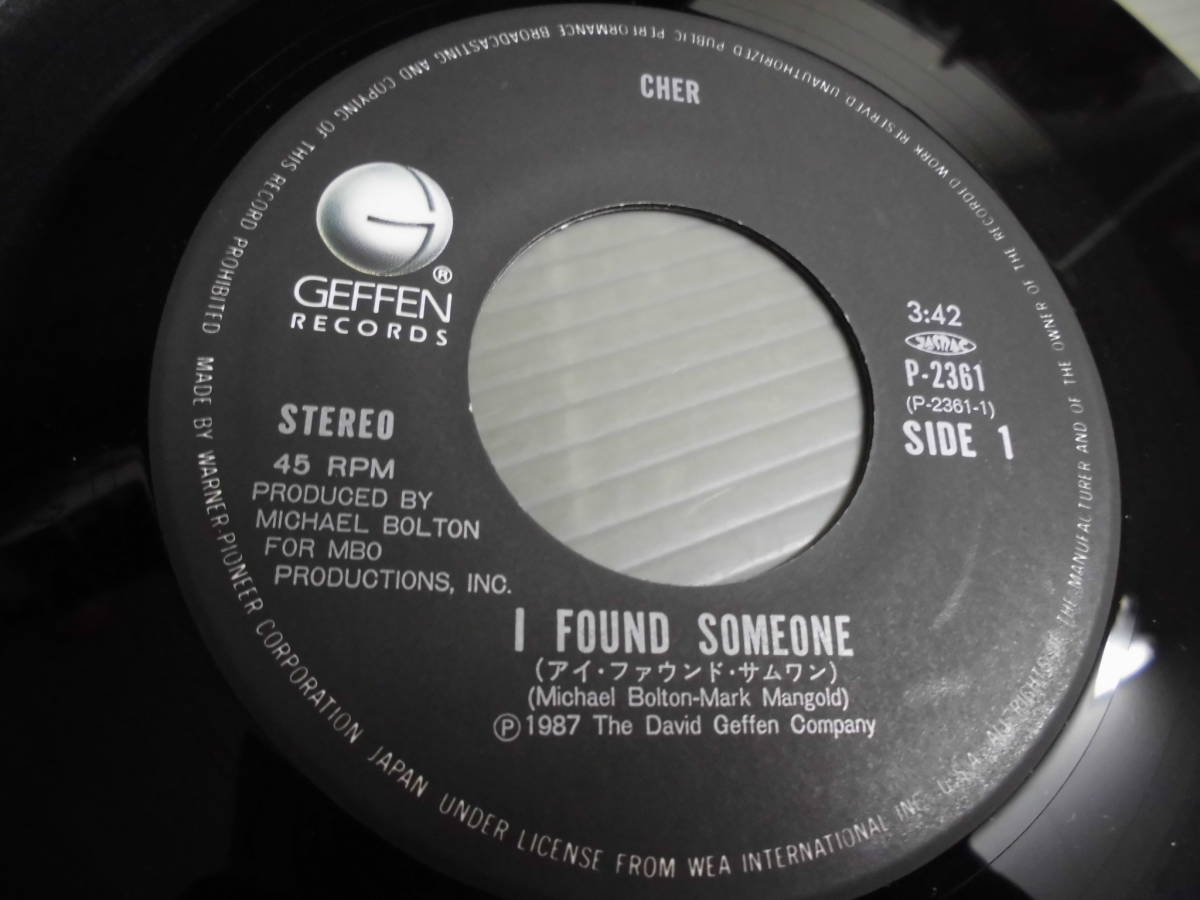 CHER
GEFFEN ®
RECORDS
STEREO
45 RPM
PRODUCED BY
MICHAEL BOLTON
FOR MBO
PRODUCTIONS, INC.
3:42
JASRAC
P-2361
(P-2361-1)
SIDE 1
I FOUND SOMEONE
(アイ・ファウンド・サムワン)
(Michael Bolton-Mark Mangold)
Ⓟ 1987 The David Geffen Company
MADE BY WARNER-PIONEER CORPORATION JAPAN UNDER LICENSE FROM WEA INTERNATIONAL INC. U.S.A. ALL RIGHTS THE MANUFACTURER AND OF THE OWNER OF THE RECORDED WORK RESERVED. UNAUTHORIZED PUBLIC PERFORMANCE BROADCASTING AND COPYING OF THIS RECORD PROHIBITED